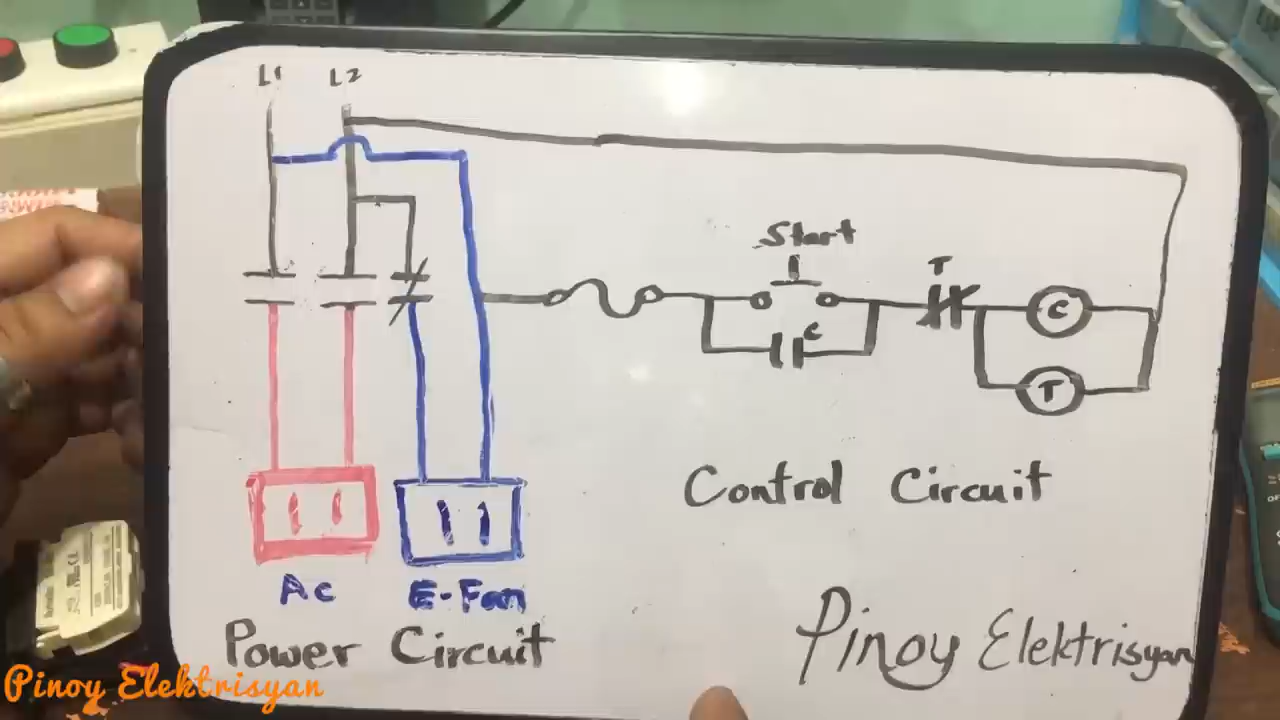 L1 L2
Start
T
C
C
T
Control Circuit
Ac E-Fan
Power Circuit
Pinoy Elektrisyan
Pinoy Elektrisyan